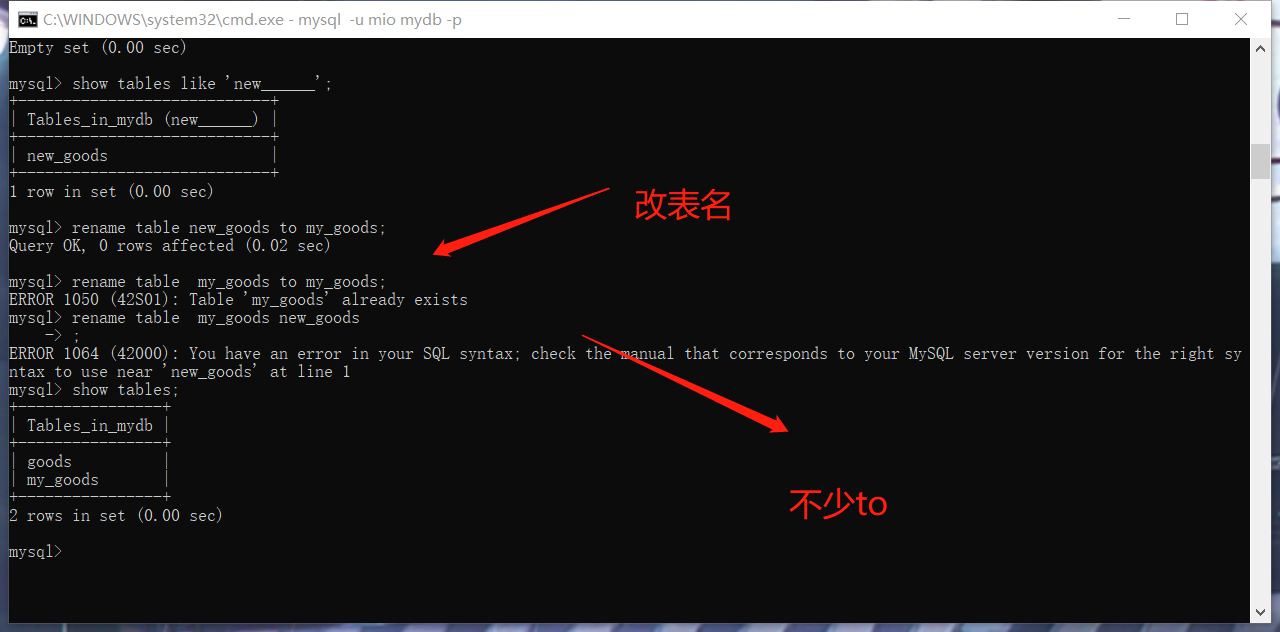 C:\WINDOWS\system32\cmd.exe - mysql  -u mio mydb -p
Empty set (0.00 sec)
mysql> show tables like 'new______';
+----------------------------+
| Tables_in_mydb (new______) |
+----------------------------+
| new_goods                  |
+----------------------------+
1 row in set (0.00 sec)
改表名
mysql> rename table new_goods to my_goods;
Query OK, 0 rows affected (0.02 sec)
mysql> rename table  my_goods to my_goods;
ERROR 1050 (42S01): Table 'my_goods' already exists
mysql> rename table  my_goods new_goods
    -> ;
ERROR 1064 (42000): You have an error in your SQL syntax; check the manual that corresponds to your MySQL server version for the right sy
ntax to use near 'new_goods' at line 1
mysql> show tables;
+----------------+
| Tables_in_mydb |
+----------------+
| goods          |
| my_goods       |
+----------------+
不少to
2 rows in set (0.00 sec)
mysql>